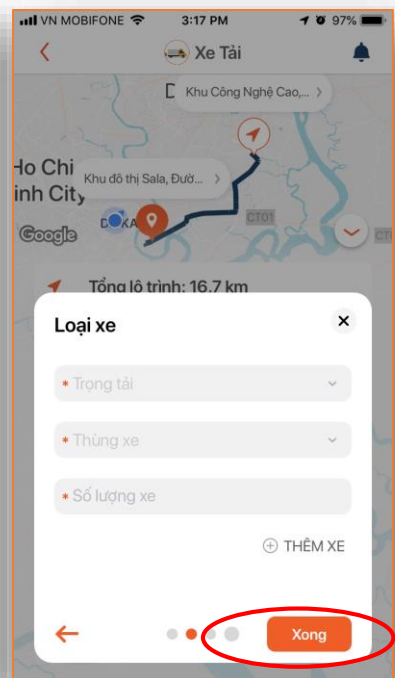 VN MOBIFONE 3:17 PM 97%
Xe Tải
Khu Công Nghệ Cao,...
Ho Chi
inh City
Khu đô thị Sala, Đườ...
Google
CT01
Tổng lộ trình: 16.7 km
Loại xe
* Trọng tải
* Thùng xe
* Số lượng xe
THÊM XE
Xong